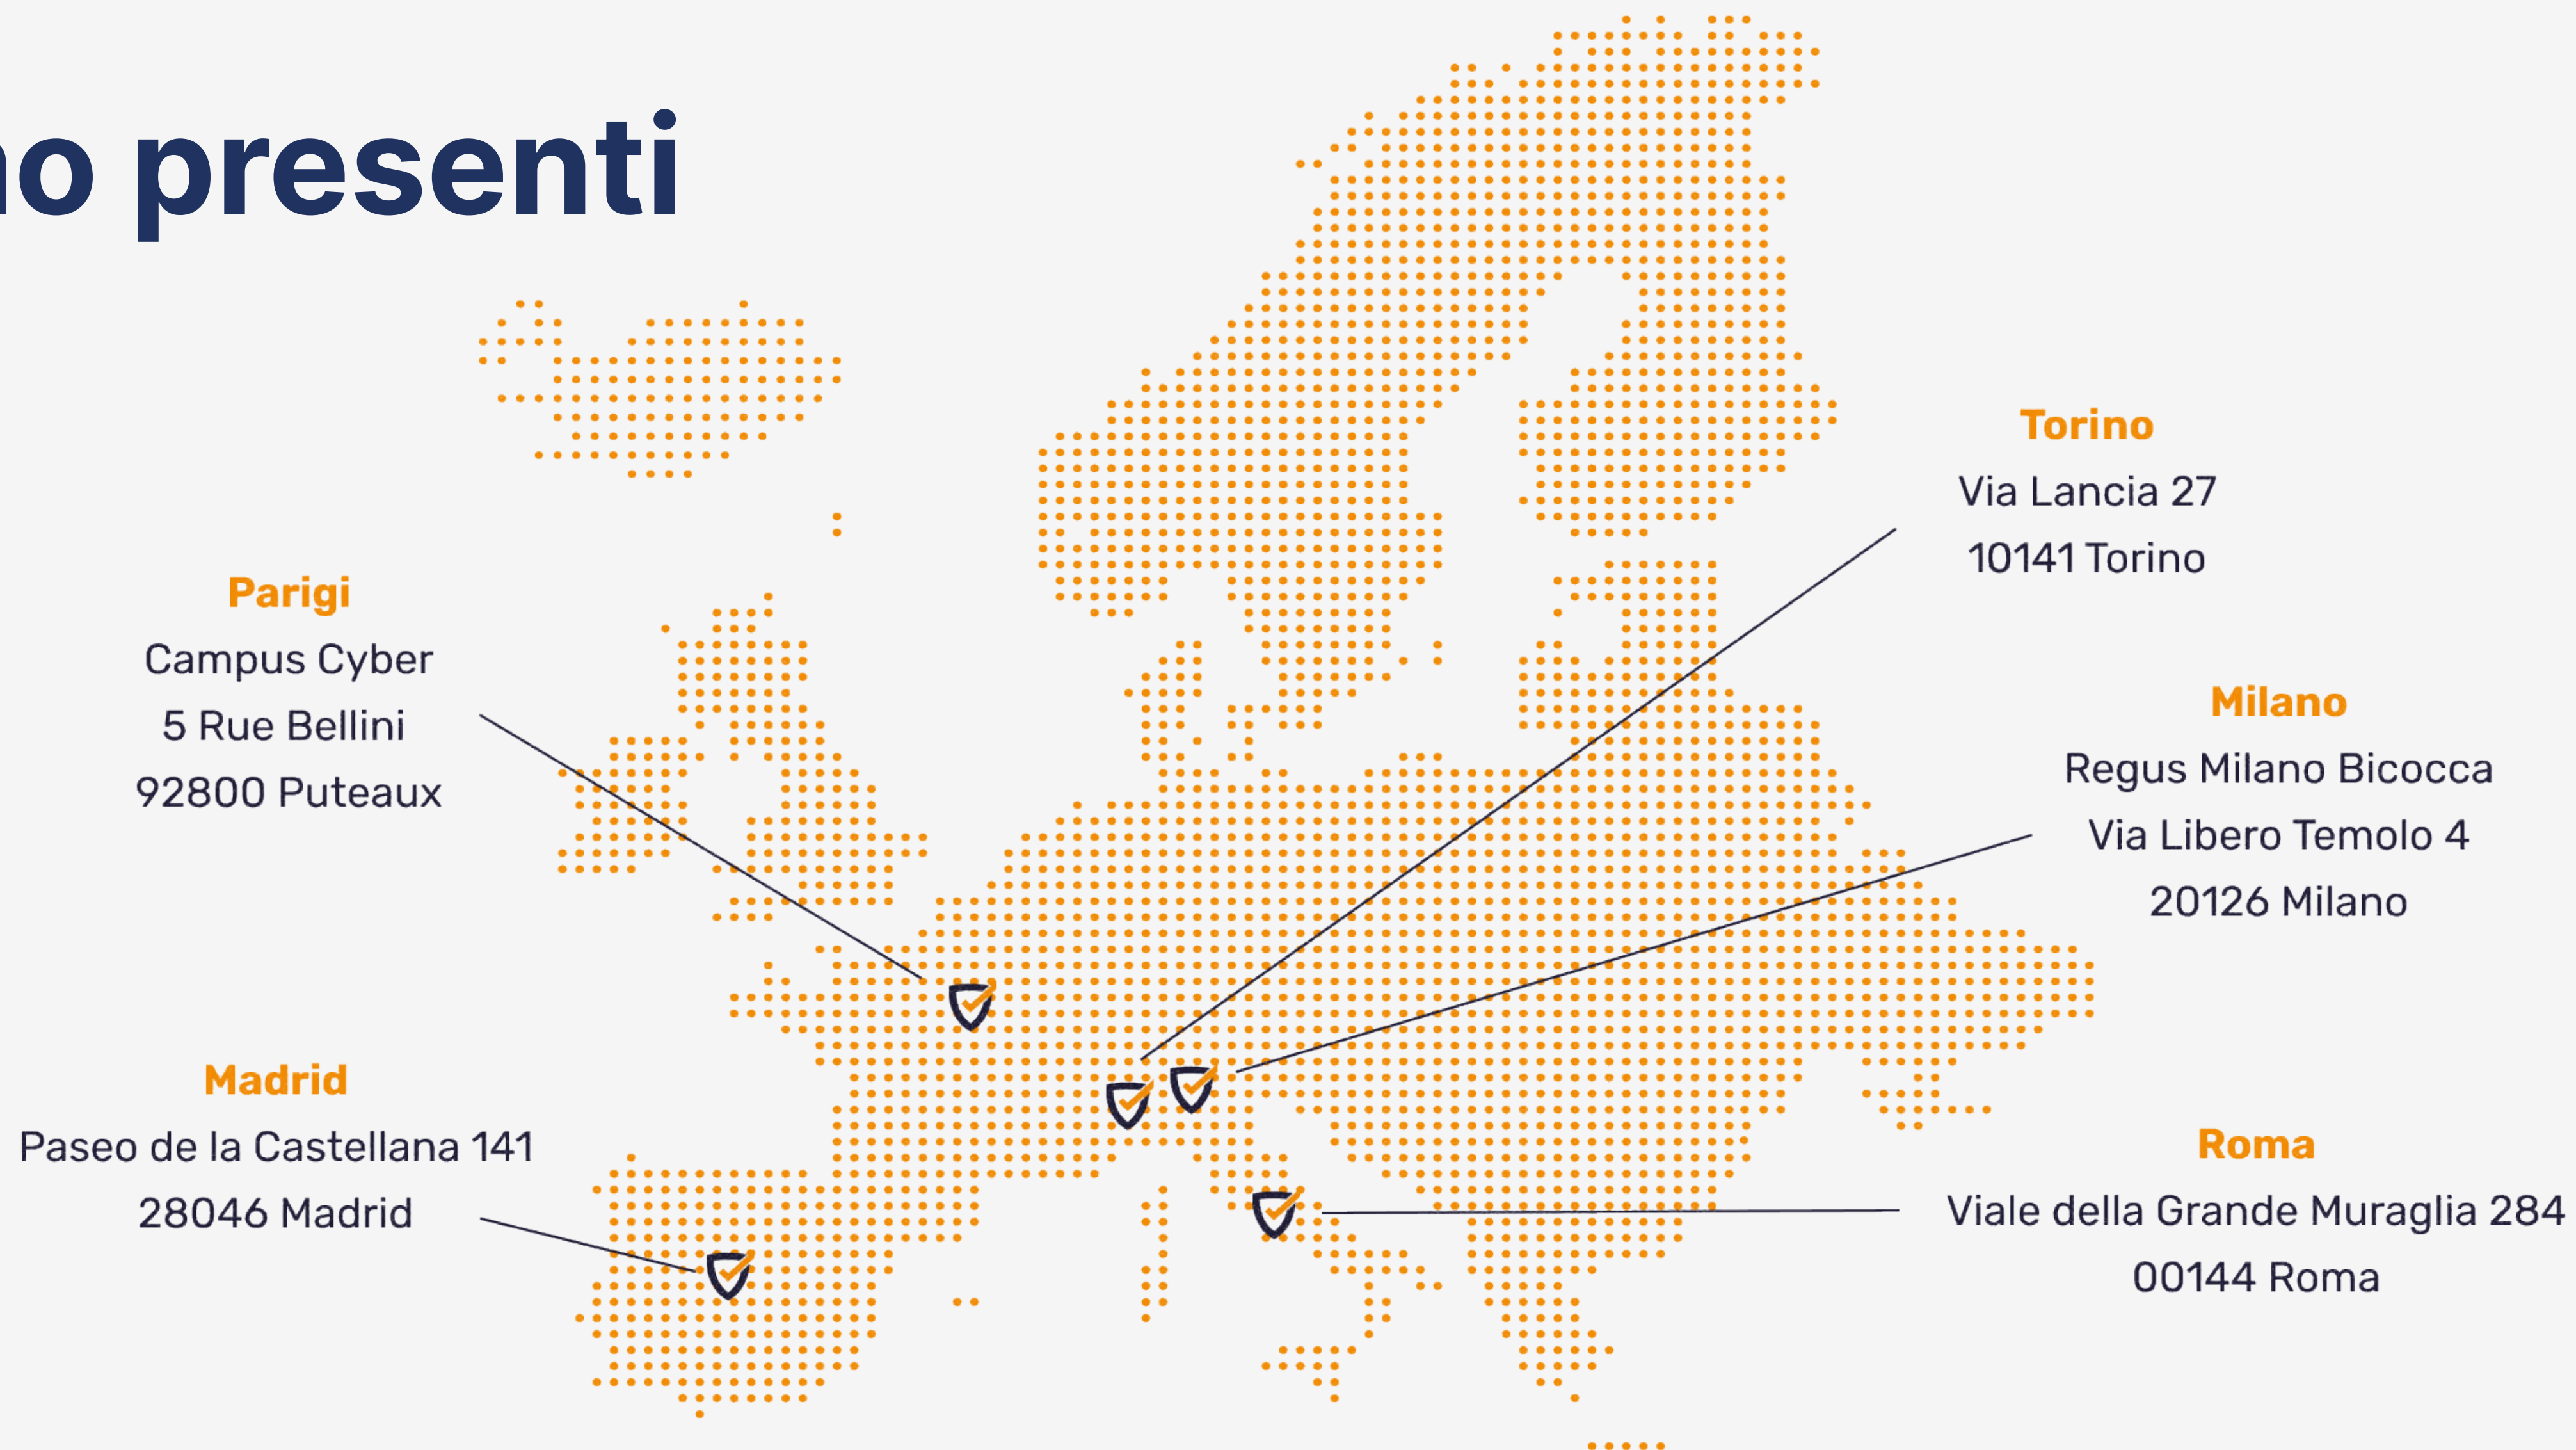 no presenti
Parigi
Campus Cyber
5 Rue Bellini
92800 Puteaux
Madrid
Paseo de la Castellana 141
28046 Madrid
Torino
Via Lancia 27
10141 Torino
Milano
Regus Milano Bicocca
Via Libero Temolo 4
20126 Milano
Roma
Viale della Grande Muraglia 284
00144 Roma